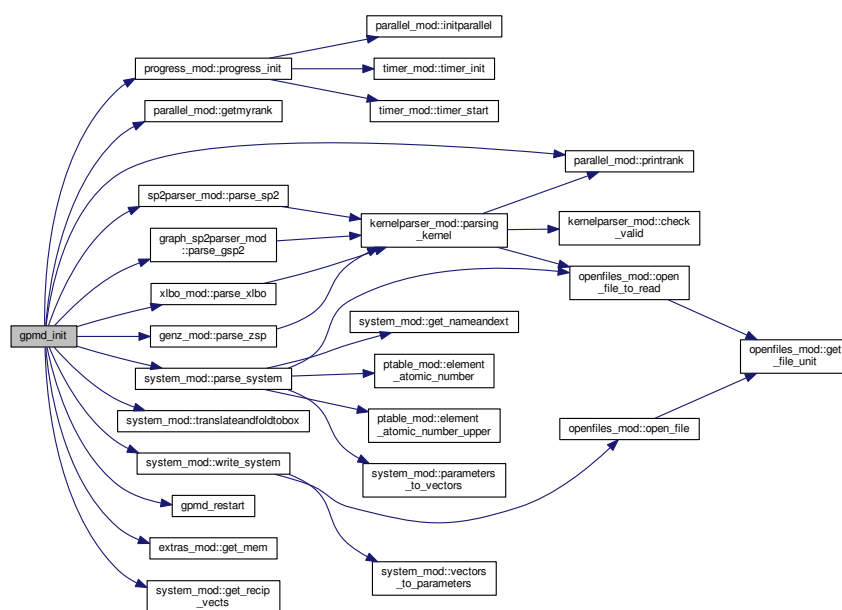 parallel_mod::initparallel
progress_mod::progress_init
timer_mod::timer_init
parallel_mod::getmyrank
timer_mod::timer_start
parallel_mod::printrank
sp2parser_mod::parse_sp2
kernelparser_mod::parsing
_kernel
kernelparser_mod::check
_valid
graph_sp2parser_mod
::parse_gsp2
openfiles_mod::open
_file_to_read
xlbo_mod::parse_xlbo
system_mod::get_nameandext
gpmd_init
genz_mod::parse_zsp
openfiles_mod::get
_file_unit
system_mod::parse_system
ptable_mod::element
_atomic_number
system_mod::translateandfoldtobox
ptable_mod::element
_atomic_number_upper
openfiles_mod::open_file
system_mod::write_system
system_mod::parameters
_to_vectors
gpmd_restart
extras_mod::get_mem
system_mod::vectors
_to_parameters
system_mod::get_recip
_vects